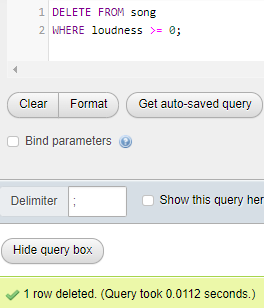 1 DELETE FROM song
2 WHERE loudness >= 0;
Clear Format Get auto-saved query
Bind parameters
Delimiter ; Show this query her
Hide query box
1 row deleted. (Query took 0.0112 seconds.)